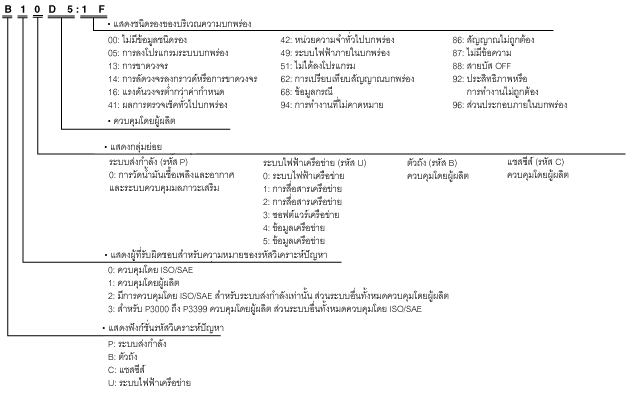 B 1 0 D 5 : 1 F
• แสดงชนิดรองของบริเวณความบกพร่อง
00: ไม่มีข้อมูลชนิดรอง 42: หน่วยความจำทั่วไปบกพร่อง 86: สัญญาณไม่ถูกต้อง
05: การลงโปรแกรมระบบบกพร่อง 49: ระบบไฟฟ้าภายในบกพร่อง 87: ไม่มีข้อความ
13: การขาดวงจร 51: ไม่ได้ลงโปรแกรม 88: สายบัส OFF
14: การลัดวงจรลงกราวด์หรือการขาดวงจร 62: การเปรียบเทียบสัญญาณบกพร่อง 92: ประสิทธิภาพหรือ
16: แรงดันวงจรต่ำกว่าค่ากำหนด 68: ข้อมูลกรณี การทำงานไม่ถูกต้อง
41: ผลการตรวจเช็คทั่วไปบกพร่อง 94: การทำงานที่ไม่คาดหมาย 96: ส่วนประกอบภายในบกพร่อง
• ควบคุมโดยผู้ผลิต
• แสดงกลุ่มย่อย
ระบบส่งกำลัง (รหัส P) ระบบไฟฟ้าเครือข่าย (รหัส U) ตัวถัง (รหัส B) แชสซีส์ (รหัส C)
0: การวัดน้ำมันเชื้อเพลิงและอากาศ 0: ระบบไฟฟ้าเครือข่าย ควบคุมโดยผู้ผลิต ควบคุมโดยผู้ผลิต
และระบบควบคุมมลภาวะเสริม 1: การสื่อสารเครือข่าย
2: การสื่อสารเครือข่าย
3: ซอฟต์แวร์เครือข่าย
4: ข้อมูลเครือข่าย
5: ข้อมูลเครือข่าย
• แสดงผู้ที่รับผิดชอบสำหรับความหมายของรหัสวิเคราะห์ปัญหา
0: ควบคุมโดย ISO/SAE
1: ควบคุมโดยผู้ผลิต
2: มีการควบคุมโดย ISO/SAE สำหรับระบบส่งกำลังเท่านั้น ส่วนระบบอื่นทั้งหมดควบคุมโดยผู้ผลิต
3: สำหรับ P3000 ถึง P3399 ควบคุมโดยผู้ผลิต ส่วนระบบอื่นทั้งหมดควบคุมโดย ISO/SAE
• แสดงฟังก์ชั่นรหัสวิเคราะห์ปัญหา
P: ระบบส่งกำลัง
B: ตัวถัง
C: แชสซีส์
U: ระบบไฟฟ้าเครือข่าย